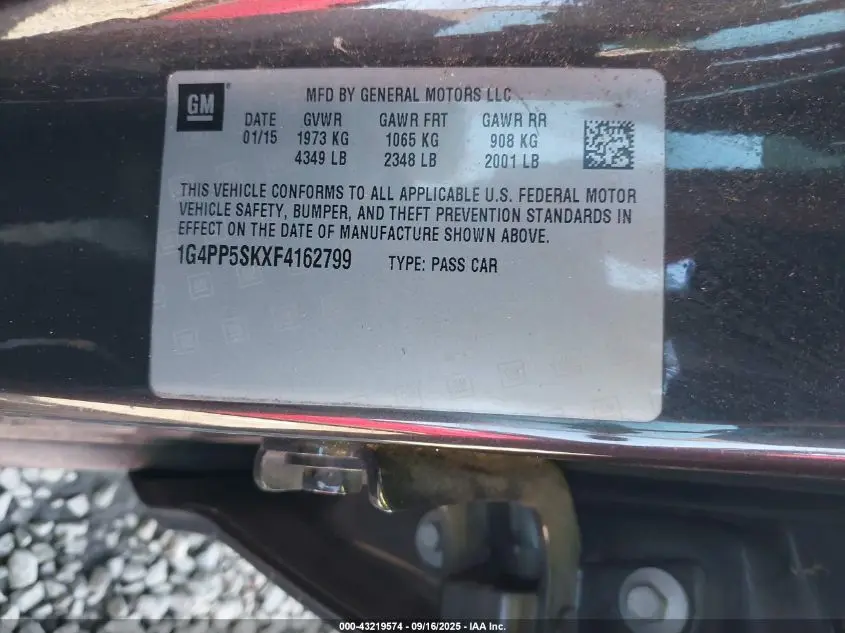 GM
MFD BY GENERAL MOTORS LLC
DATE GVWR GAWR FRT GAWR RR
01/15 1973 KG 1065 KG 908 KG
4349 LB 2348 LB 2001 LB
THIS VEHICLE CONFORMS TO ALL APPLICABLE U.S. FEDERAL MOTOR
VEHICLE SAFETY, BUMPER, AND THEFT PREVENTION STANDARDS IN
EFFECT ON THE DATE OF MANUFACTURE SHOWN ABOVE.
1G4PP5SKXF4162799 TYPE: PASS CAR
000-43219574 - 09/16/2025 - IAA Inc.